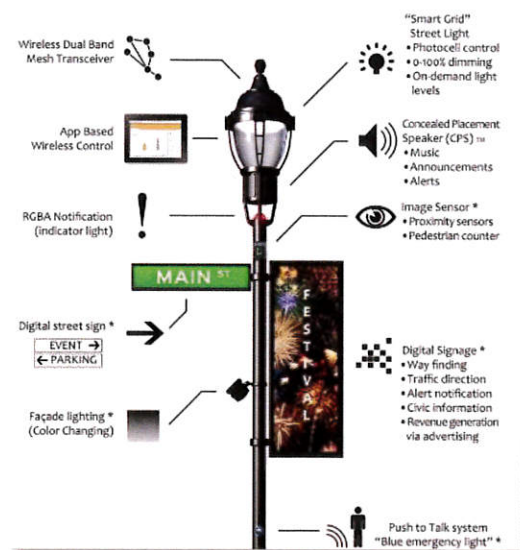 Wireless Dual Band
Mesh Transceiver
"Smart Grid"
Street Light
• Photocell control
• 0-100% dimming
• On-demand light
levels
App Based
Wireless Control
Concealed Placement
Speaker (CPS) TM
• Music
• Announcements
• Alerts
RGBA Notification
(indicator light)
Image Sensor *
• Proximity sensors
• Pedestrian counter
MAIN ST
FESTIVAL
Digital street sign *
EVENT →
← PARKING
Digital Signage *
• Way finding
• Traffic direction
• Alert notification
• Civic information
• Revenue generation
via advertising
Façade lighting *
(Color Changing)
Push to Talk system
"Blue emergency light" *